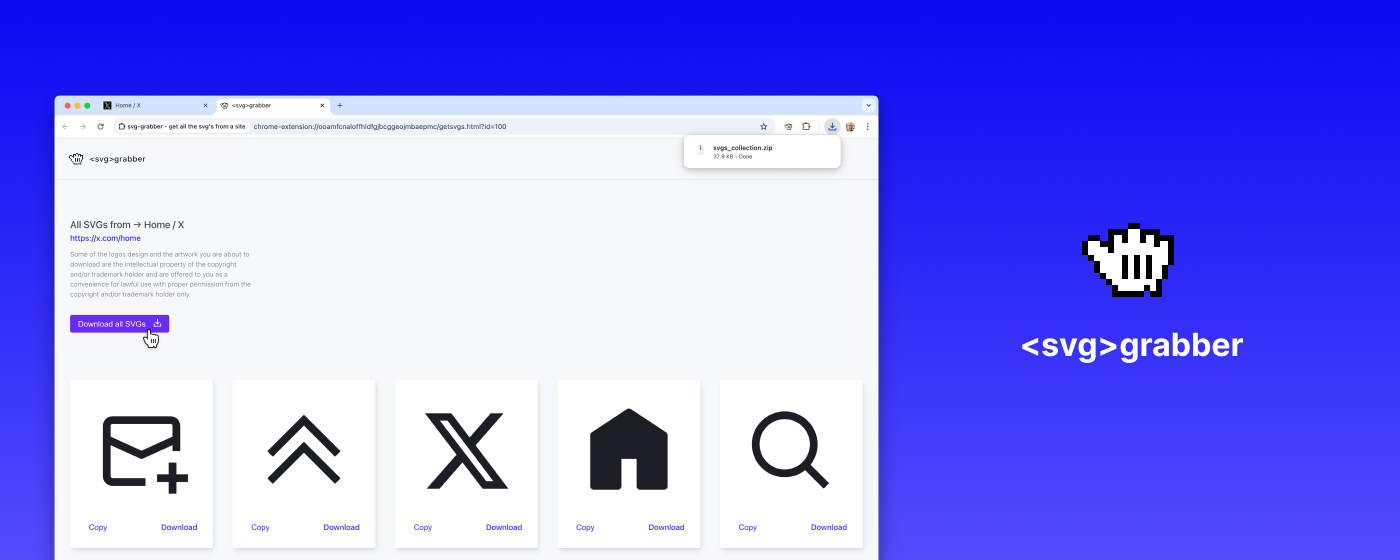 Home / X
<svg>grabber
svg-grabber - get all the svg's from a site
chrome-extension://ooamfcnaloffhldfgjbcggeojmbaepmc/getsvgs.html?id=100
svgs_collection.zip
37.9 KB • Done
<svg>grabber
All SVGs from → Home / X
https://x.com/home
Some of the logos design and the artwork you are about to
download are the intellectual property of the copyright
and/or trademark holder and are offered to you as a
convenience for lawful use with proper permission from the
copyright and/or trademark holder only.
Download all SVGs
Copy Download
Copy Download
Copy Download
Copy Download
Copy Download
<svg>grabber